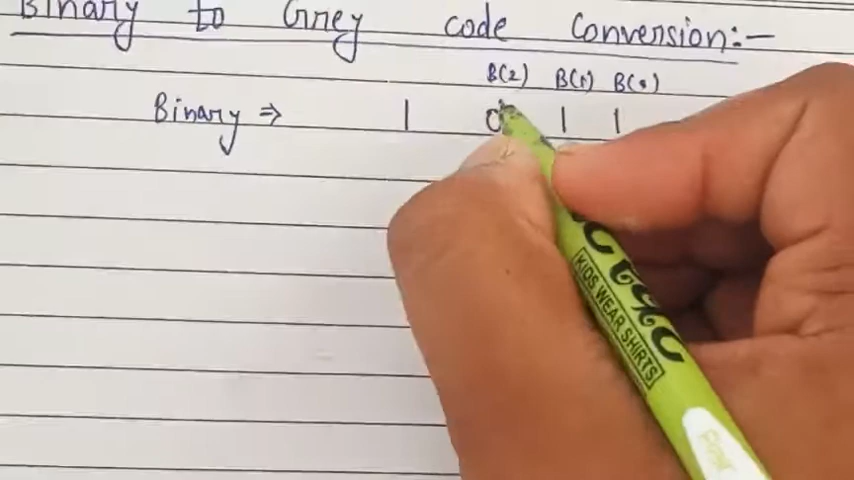 Binary to Grey code Conversion:-
B(2) B(1) B(0)
Binary ⇒ 1 0 1 1
KIDS WEAR SHIRTS